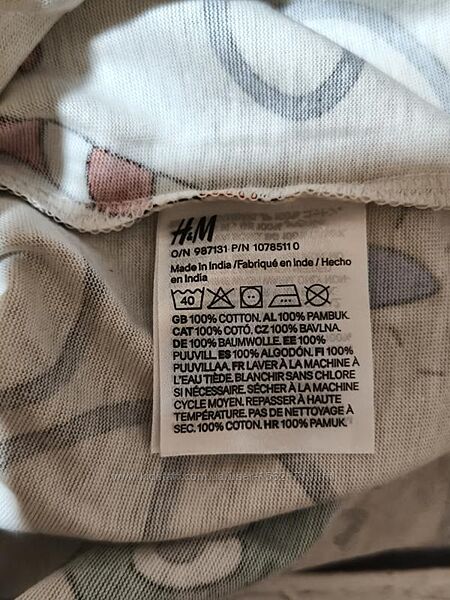 H&M
O/N 987131 P/N 1078511 0
Made in India /Fabriqué en Inde / Hecho
en India
40
GB 100% COTTON. AL 100% PAMBUK.
CAT 100% COTÓ. CZ 100% BAVLNA.
DE 100% BAUMWOLLE. EE 100%
PUUVILL. ES 100% ALGODÓN. FI 100%
PUUVILLAA. FR LAVER À LA MACHINE À
L'EAU TIÈDE. BLANCHIR SANS CHLORE
SI NÉCESSAIRE. SÉCHER À LA MACHINE
CYCLE MOYEN. REPASSER À HAUTE
TEMPÉRATURE. PAS DE NETTOYAGE À
SEC. 100% COTON. HR 100% PAMUK.